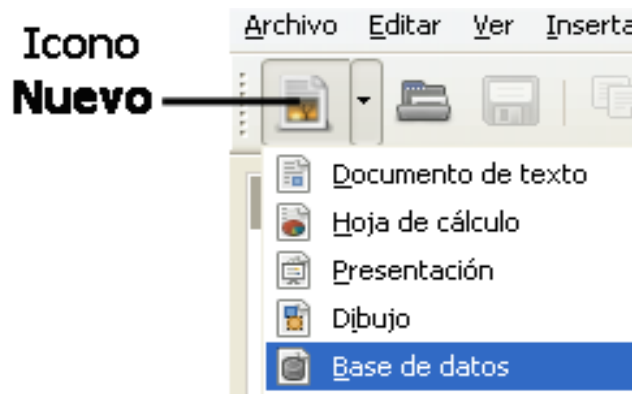 Icono
Nuevo
Archivo Editar Ver Inserta
Documento de texto
Hoja de cálculo
Presentación
Dibujo
Base de datos